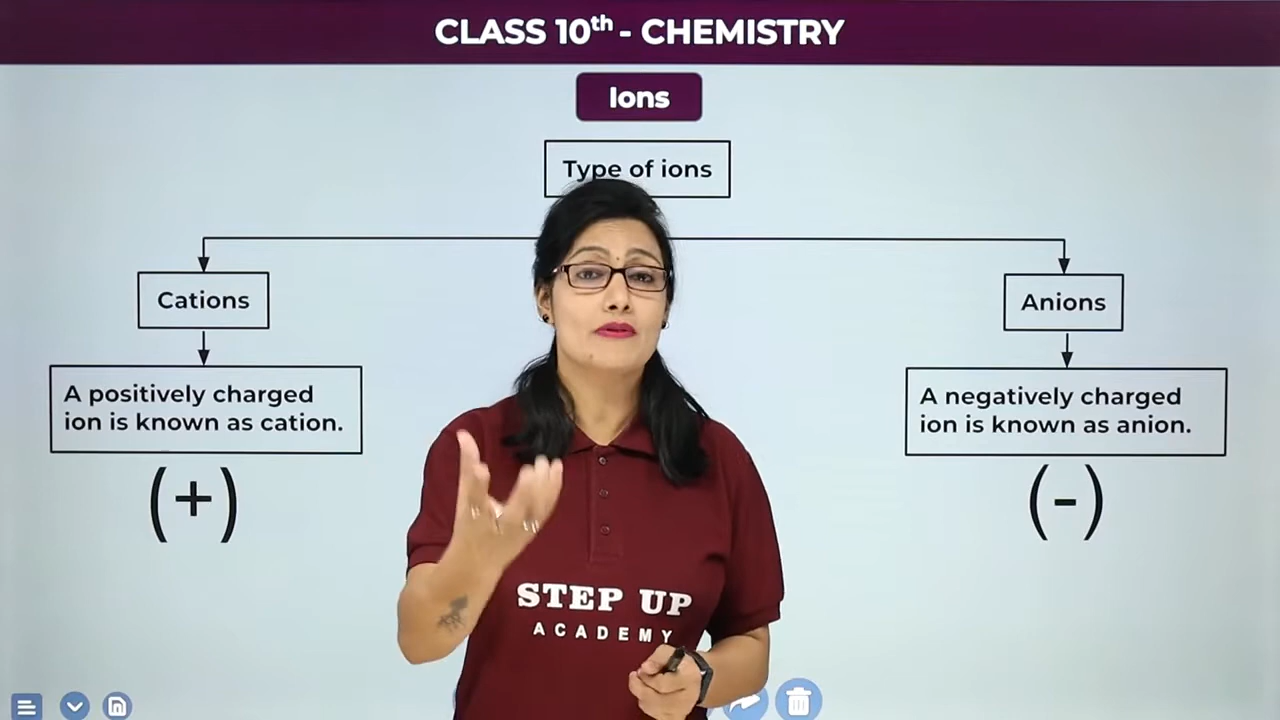 CLASS 10th - CHEMISTRY
Ions
Type of ions
Cations
Anions
A positively charged
ion is known as cation.
A negatively charged
ion is known as anion.
(+)
(-)
STEP UP
ACADEMY